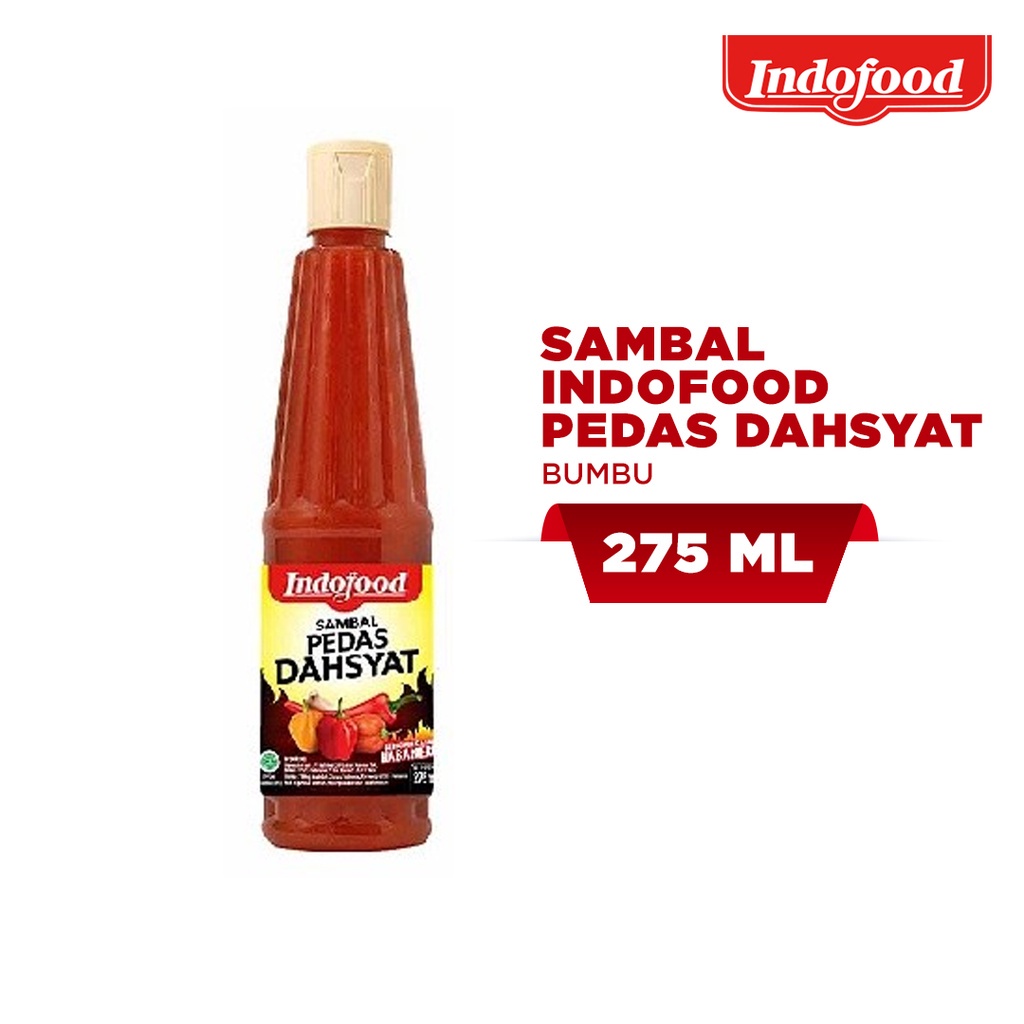 Indofood
SAMBAL
INDOFOOD
PEDAS DAHSYAT
BUMBU
275 ML
Indofood
SAMBAL
PEDAS
DAHSYAT